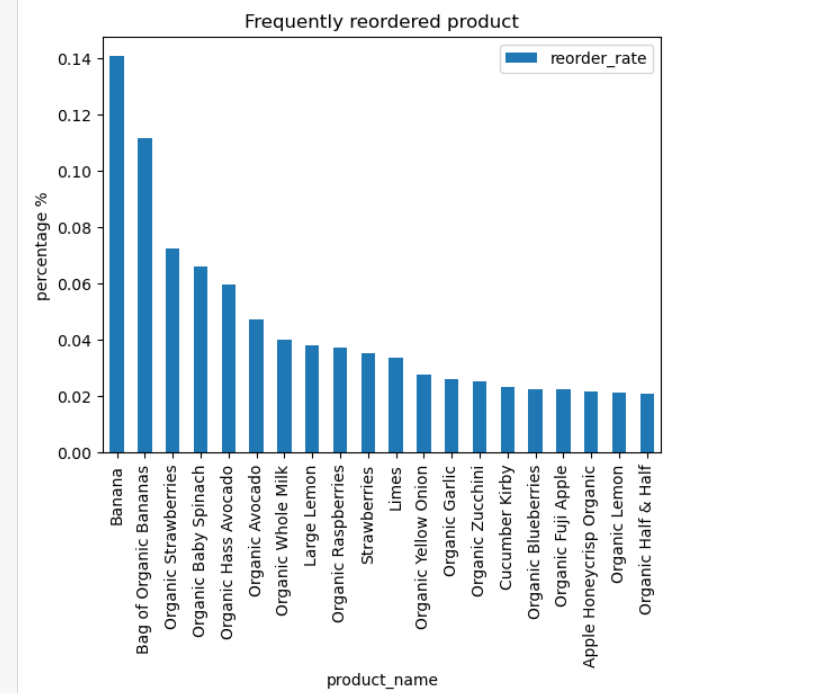 Frequently reordered product
reorder_rate
percentage %
0.14
0.12
0.10
0.08
0.06
0.04
0.02
0.00
Banana
Bag of Organic Bananas
Organic Strawberries
Organic Baby Spinach
Organic Hass Avocado
Organic Avocado
Organic Whole Milk
Large Lemon
Organic Raspberries
Strawberries
Limes
Organic Yellow Onion
Organic Garlic
Organic Zucchini
Cucumber Kirby
Organic Blueberries
Organic Fuji Apple
Apple Honeycrisp Organic
Organic Lemon
Organic Half & Half
product_name